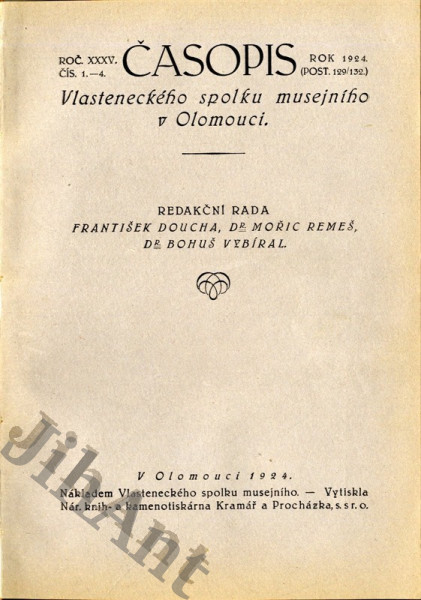 ROČ. XXXV. ČÍS. 1.—4.
ČASOPIS
ROK 1924. (POST. 129/132.)
Vlasteneckého spolku musejního
v Olomouci.
REDAKČNÍ RADA
FRANTIŠEK DOUCHA, DR. MOŘIC REMEŠ,
DR. BOHUŠ VYBÍRAL.
V Olomouci 1924.
Nákladem Vlasteneckého spolku musejního. — Vytiskla
Nár. knih- a kamenotiskárna Kramář a Procházka, s. s r. o.
JihAnt